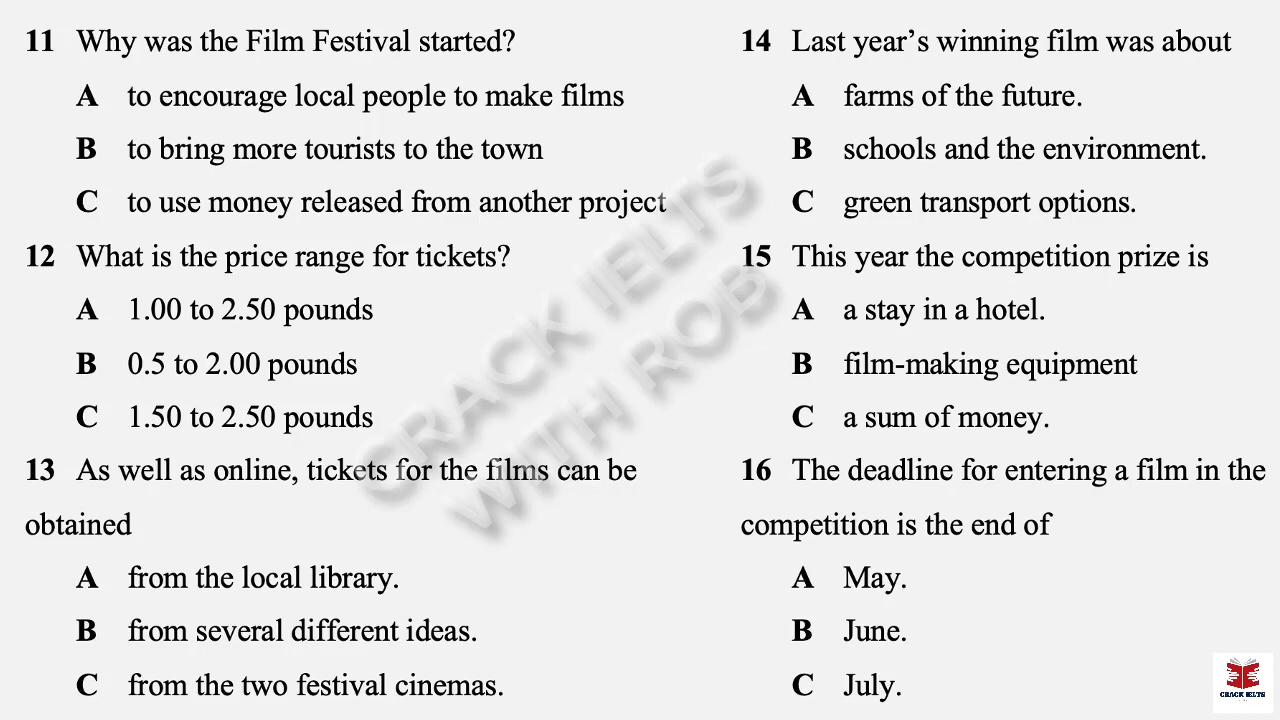 11 Why was the Film Festival started?
A to encourage local people to make films
B to bring more tourists to the town
C to use money released from another project
12 What is the price range for tickets?
A 1.00 to 2.50 pounds
B 0.5 to 2.00 pounds
C 1.50 to 2.50 pounds
13 As well as online, tickets for the films can be
obtained
A from the local library.
B from several different ideas.
C from the two festival cinemas.
14 Last year’s winning film was about
A farms of the future.
B schools and the environment.
C green transport options.
15 This year the competition prize is
A a stay in a hotel.
B film-making equipment
C a sum of money.
16 The deadline for entering a film in the
competition is the end of
A May.
B June.
C July.
CRACK IELTS
WITH ROB
CRACK IELTS